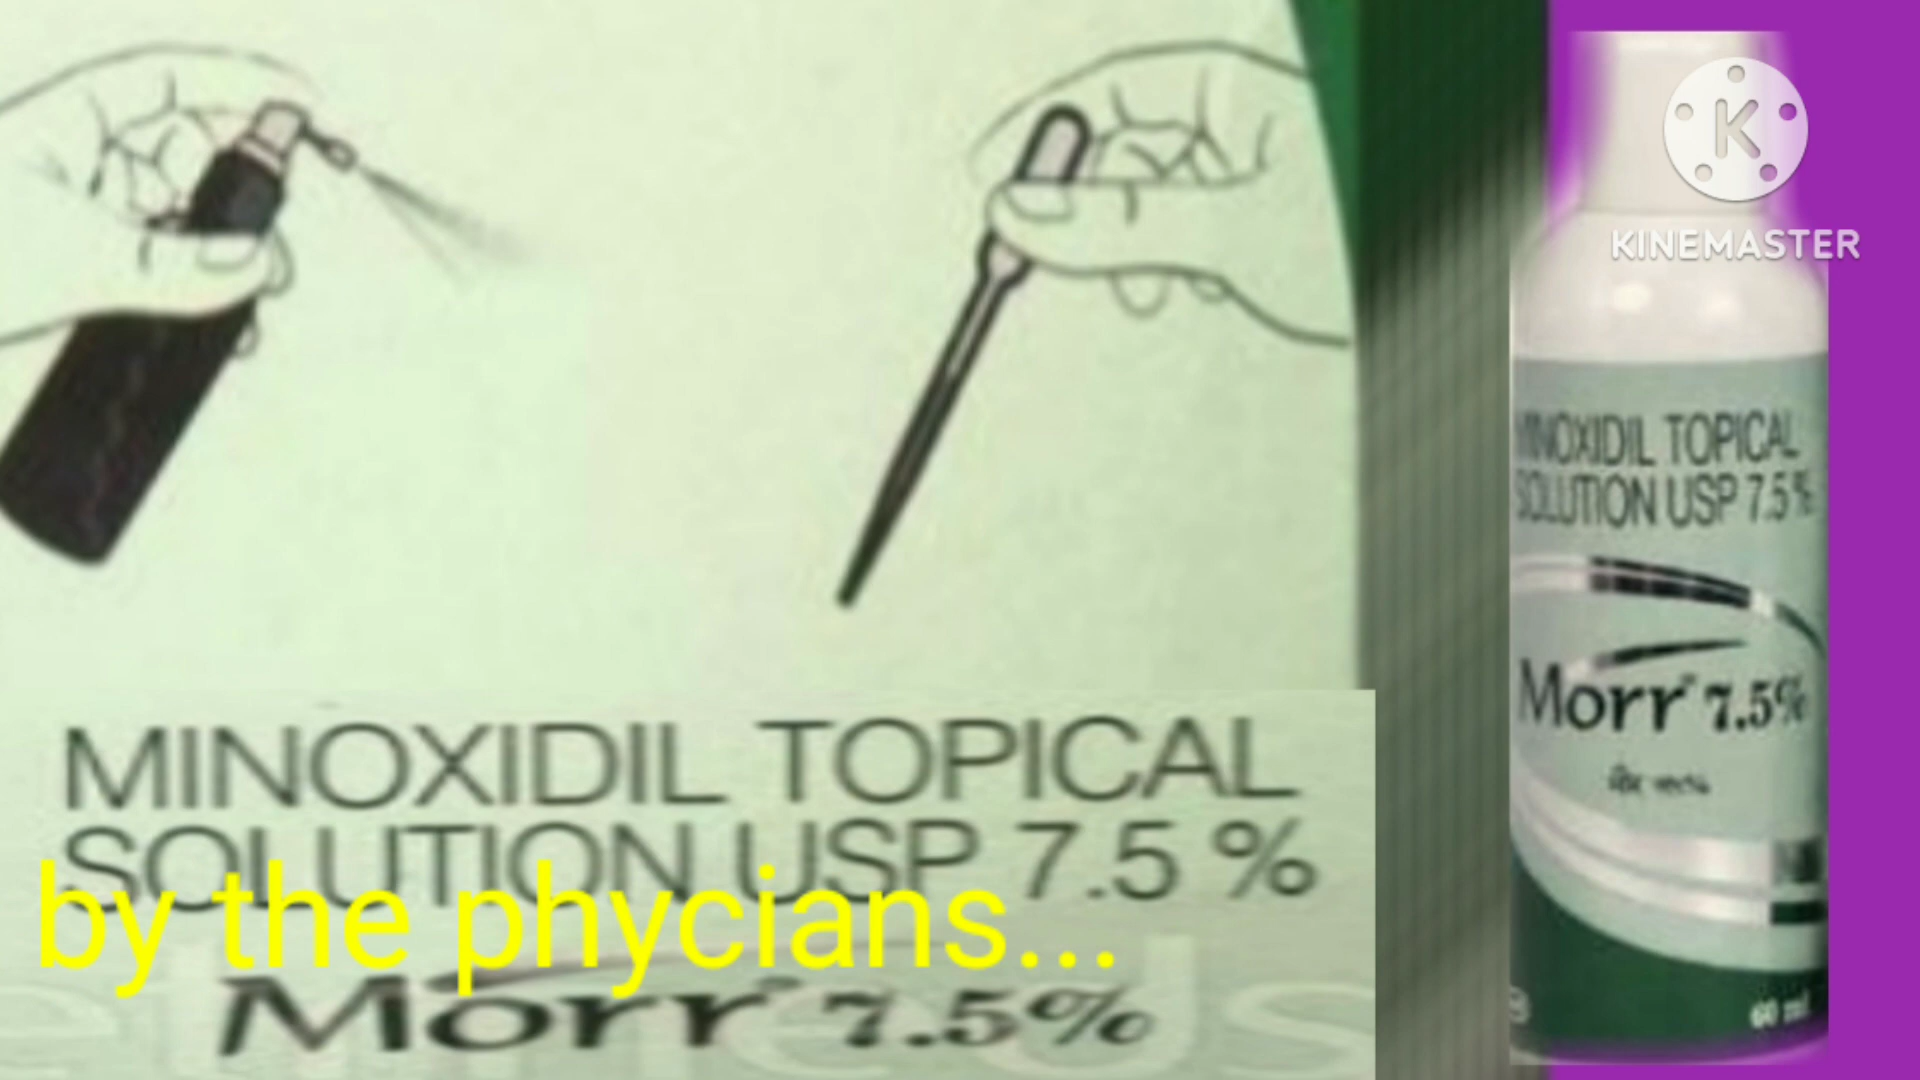 MINOXIDIL TOPICAL
SOLUTION USP 7.5 %
by the phycians...
Morr 7.5%
K
KINEMASTER
MINOXIDIL TOPICAL
SOLUTION USP 7.5%
Morr 7.5%
60 ml